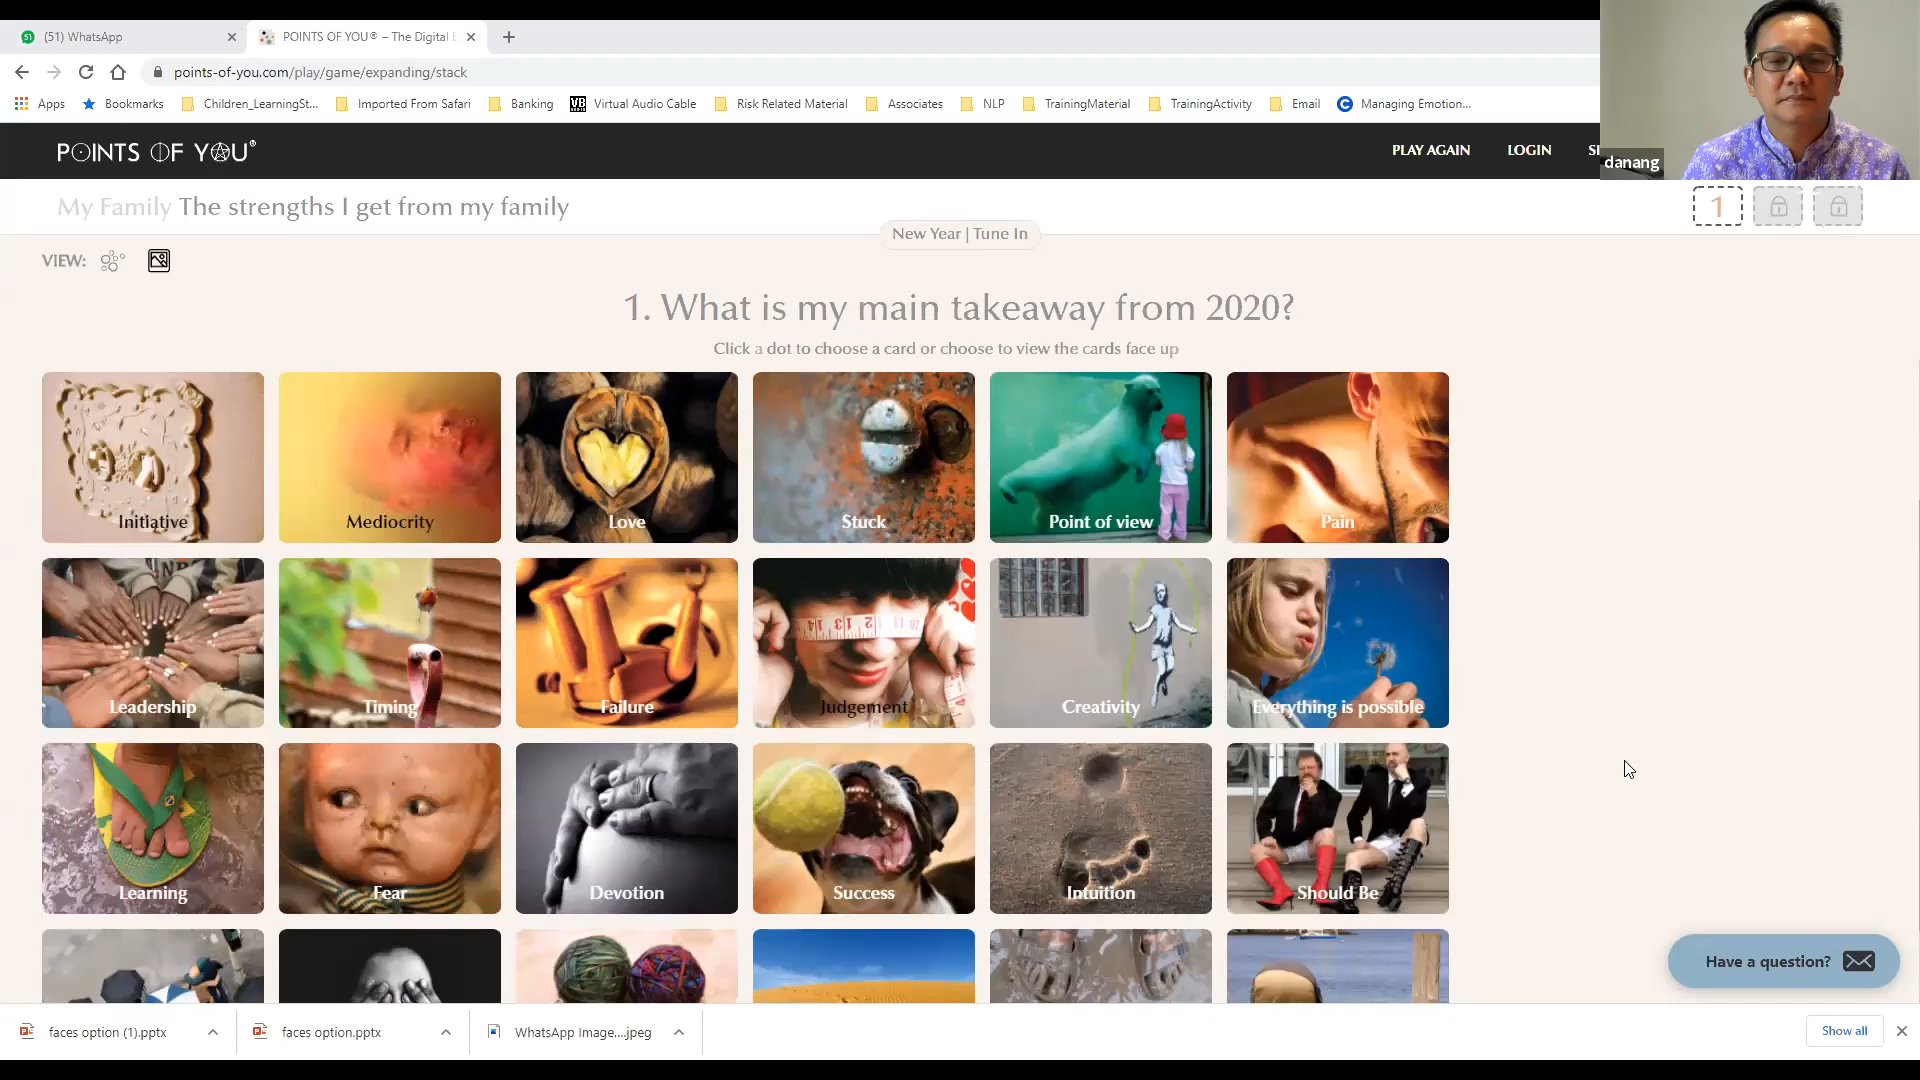 (51) WhatsApp
POINTS OF YOU® – The Digital E
points-of-you.com/play/game/expanding/stack
Apps
Bookmarks
Children_LearningSt...
Imported From Safari
Banking
VB
Virtual Audio Cable
Risk Related Material
Associates
NLP
TrainingMaterial
TrainingActivity
Email
Managing Emotion...
POINTS OF YOU®
PLAY AGAIN
LOGIN
danang
My Family The strengths I get from my family
1
New Year | Tune In
VIEW:
1. What is my main takeaway from 2020?
Click a dot to choose a card or choose to view the cards face up
Initiative
Mediocrity
Love
Stuck
Point of view
Pain
Leadership
Timing
Failure
Judgement
Creativity
Everything is possible
Learning
Fear
Devotion
Success
Intuition
Should Be
Have a question?
faces option (1).pptx
faces option.pptx
WhatsApp Image....jpeg
Show all